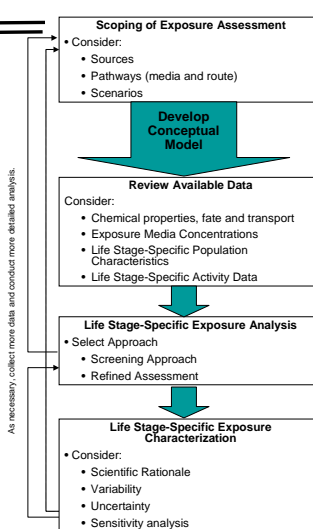 Scoping of Exposure Assessment
• Consider:
• Sources
• Pathways (media and route)
• Scenarios
Develop
Conceptual
Model
Review Available Data
Consider:
• Chemical properties, fate and transport
• Exposure Media Concentrations
• Life Stage-Specific Population
Characteristics
• Life Stage-Specific Activity Data
Life Stage-Specific Exposure Analysis
• Select Approach
• Screening Approach
• Refined Assessment
Life Stage-Specific Exposure
Characterization
• Consider:
• Scientific Rationale
• Variability
• Uncertainty
• Sensitivity analysis
As necessary, collect more data and conduct more detailed analysis.